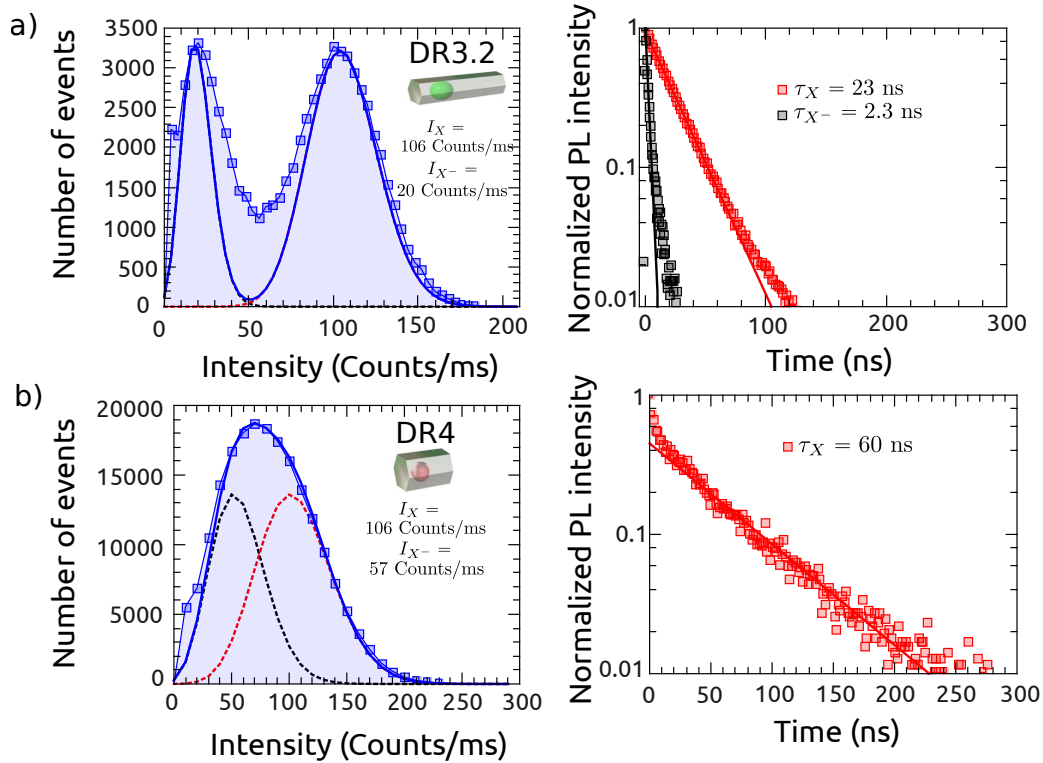 a)
Number of events
3500
3000
2500
2000
1500
1000
500
0
0
50
100
150
200
Intensity (Counts/ms)
DR3.2
I_X =
106 Counts/ms
I_{X−} =
20 Counts/ms
Normalized PL intensity
1
0.1
0.01
0
100
200
300
Time (ns)
τ_X = 23 ns
τ_{X−} = 2.3 ns
b)
Number of events
20000
15000
10000
5000
0
0
50
100
150
200
250
300
Intensity (Counts/ms)
DR4
I_X =
106 Counts/ms
I_{X−} =
57 Counts/ms
Normalized PL intensity
1
0.1
0.01
0
50
100
150
200
250
300
Time (ns)
τ_X = 60 ns